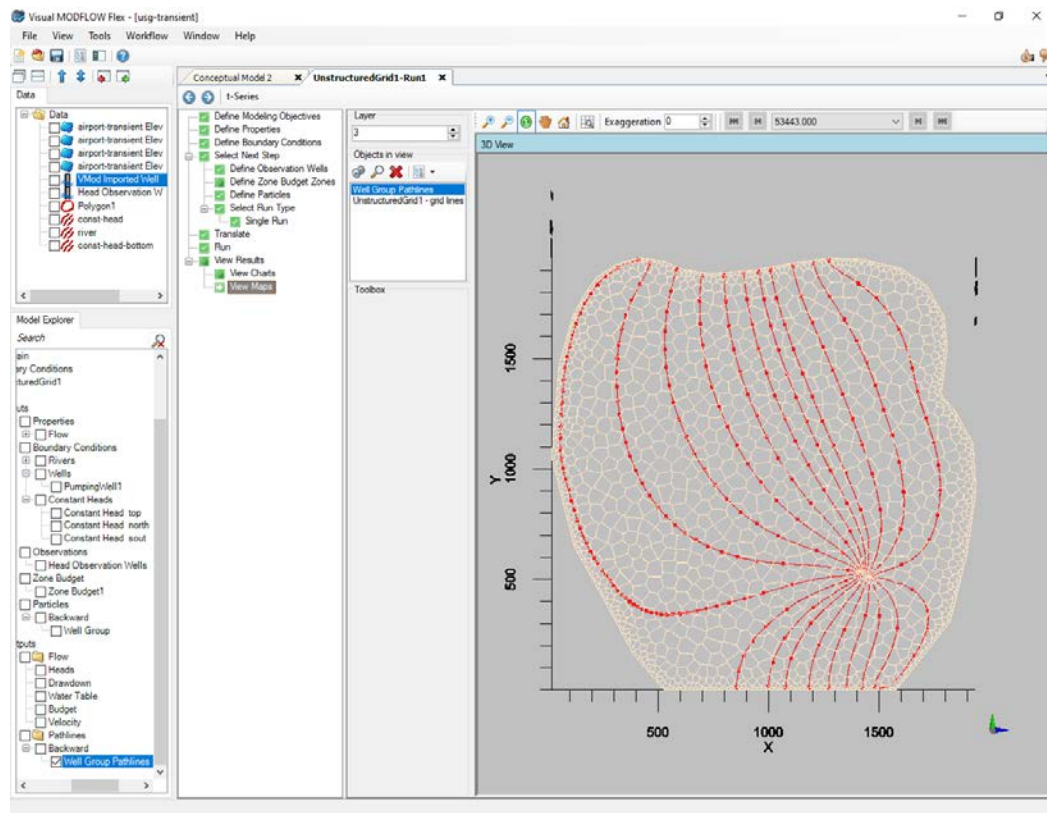 Visual MODFLOW Flex - [usg-transient]
File View Tools Workflow Window Help
Data
Data
airport-transient Elev
airport-transient Elev
airport-transient Elev
airport-transient Elev
VMod Imported Well
Head Observation W
Polygon1
const-head
river
const-head-bottom
Model Explorer
Search
ain
ary Conditions
cturedGrid1
uts
Properties
Flow
Boundary Conditions
Rivers
Wells
PumpingWell1
Constant Heads
Constant Head top
Constant Head north
Constant Head sout
Observations
Head Observation Wells
Zone Budget
Zone Budget1
Particles
Backward
Well Group
tputs
Flow
Heads
Drawdown
Water Table
Budget
Velocity
Pathlines
Backward
Well Group Pathlines
Conceptual Model 2 X UnstructuredGrid1-Run1 X
t-Series
Define Modeling Objectives
Define Properties
Define Boundary Conditions
Select Next Step
Define Observation Wells
Define Zone Budget Zones
Define Particles
Select Run Type
Single Run
Translate
Run
View Results
View Charts
View Maps
Layer
3
Objects in view
Well Group Pathlines
UnstructuredGrid1 - grid lines
Toolbox
Exaggeration 0 53443.000
3D View
1500
1000
Y
500
500 1000 1500
X